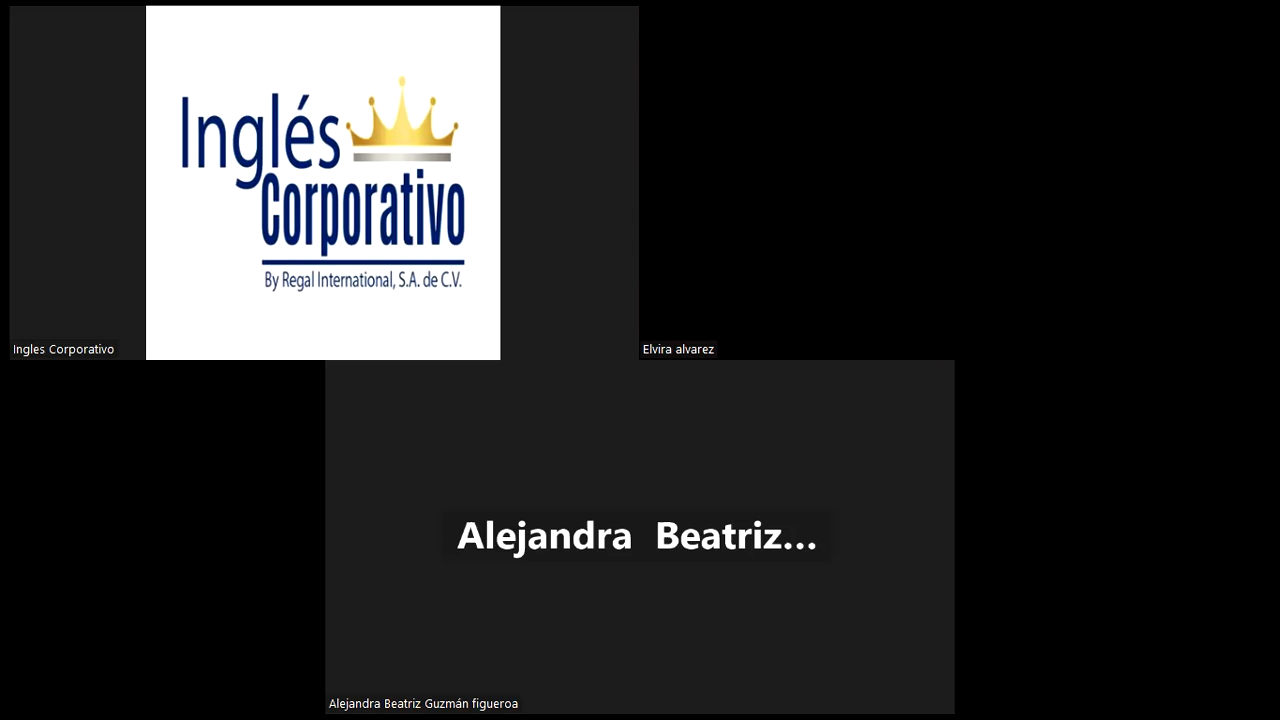 Inglés
Corporativo
By Regal International, S.A. de C.V.
Ingles Corporativo
Elvira alvarez
Alejandra Beatriz...
Alejandra Beatriz Guzmán figueroa